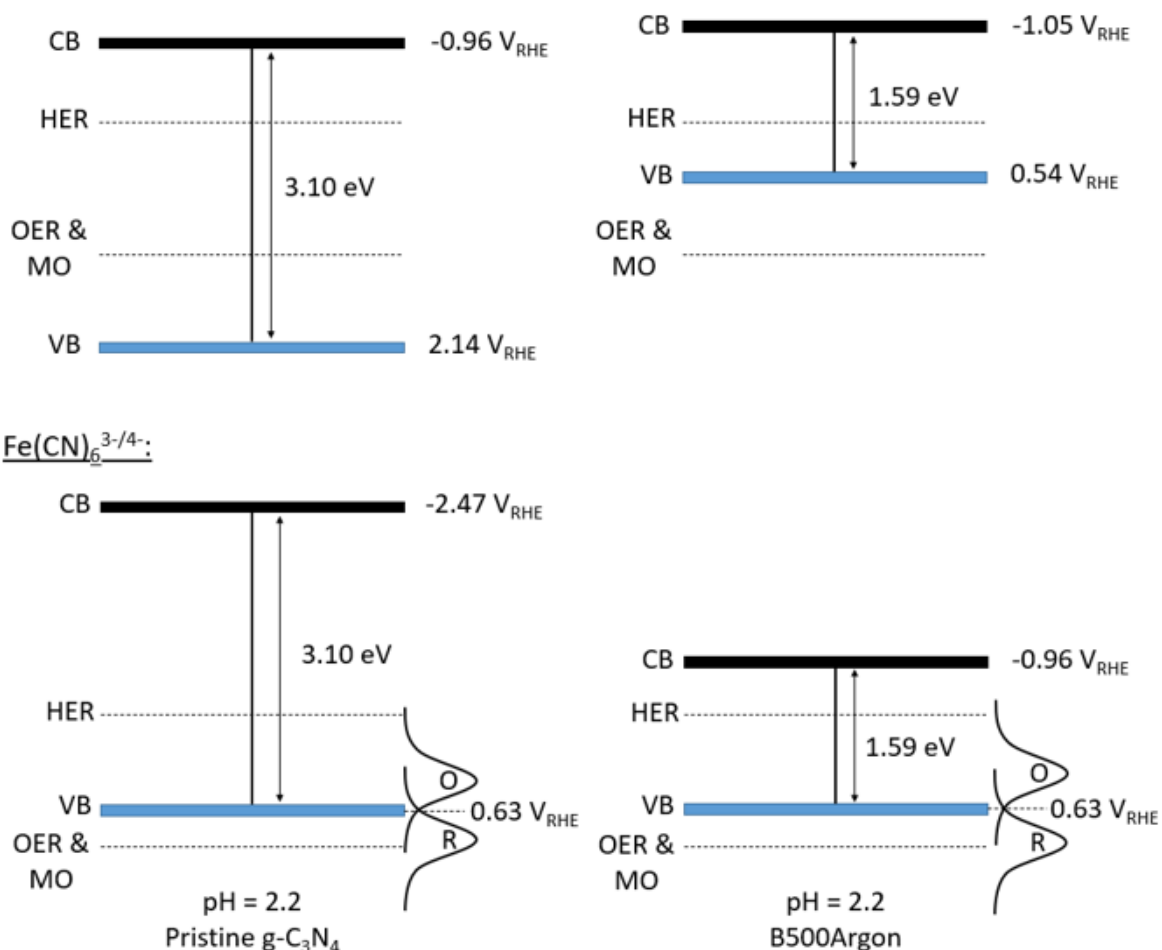 CB
-0.96 V_RHE
HER
3.10 eV
OER &
MO
VB
2.14 V_RHE
CB
-1.05 V_RHE
1.59 eV
HER
VB
0.54 V_RHE
OER &
MO
Fe(CN)₆³⁻/⁴⁻:
CB
-2.47 V_RHE
3.10 eV
HER
O
VB
0.63 V_RHE
R
OER &
MO
pH = 2.2
Pristine g-C₃N₄
CB
-0.96 V_RHE
HER
1.59 eV
O
VB
0.63 V_RHE
R
OER &
MO
pH = 2.2
B500Argon